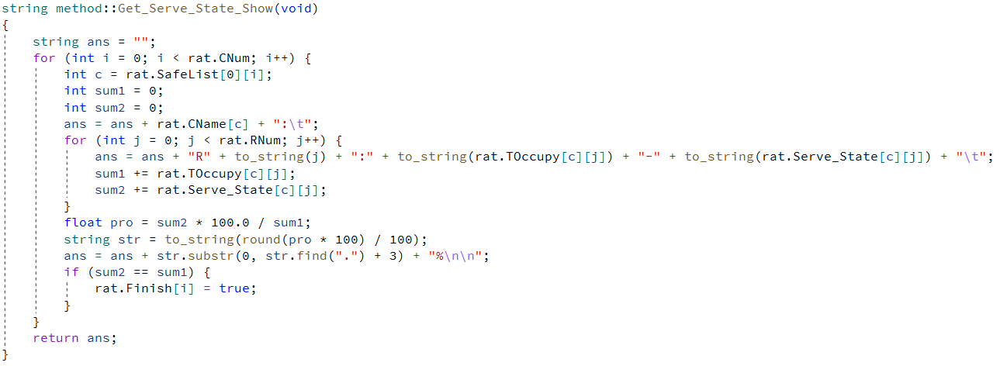 string method::Get_Serve_State_Show(void)
{
    string ans = "";
    for (int i = 0; i < rat.CNum; i++) {
        int c = rat.SafeList[0][i];
        int sum1 = 0;
        int sum2 = 0;
        ans = ans + rat.CName[c] + ":\t";
        for (int j = 0; j < rat.RNum; j++) {
            ans = ans + "R" + to_string(j) + ":" + to_string(rat.TOccupy[c][j]) + "-" + to_string(rat.Serve_State[c][j]) + "\t";
            sum1 += rat.TOccupy[c][j];
            sum2 += rat.Serve_State[c][j];
        }
        float pro = sum2 * 100.0 / sum1;
        string str = to_string(round(pro * 100) / 100);
        ans = ans + str.substr(0, str.find(".") + 3) + "%\n\n";
        if (sum2 == sum1) {
            rat.Finish[i] = true;
        }
    }
    return ans;
}